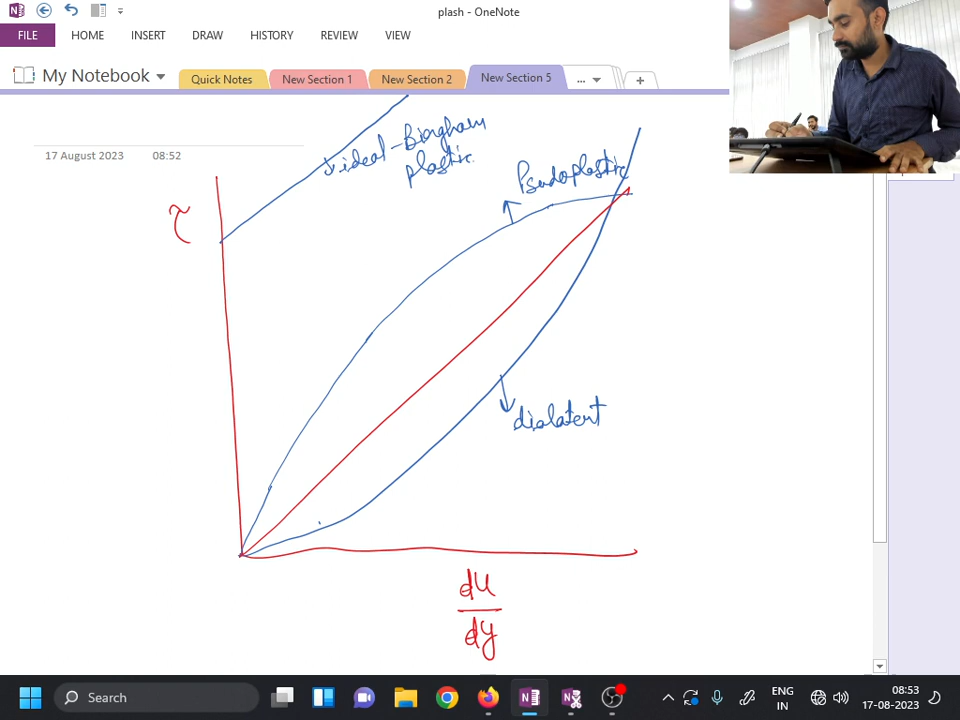 plash - OneNote
FILE HOME INSERT DRAW HISTORY REVIEW VIEW
My Notebook Quick Notes New Section 1 New Section 2 New Section 5 ... +
17 August 2023 08:52
ideal-Bingham
plastic
Psudoplastic
τ
dialatent
du
dy
Search
ENG
IN
08:53
17-08-2023